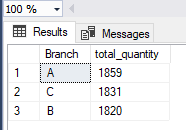 100 %
Results Messages
Branch total_quantity
1 A 1859
2 C 1831
3 B 1820